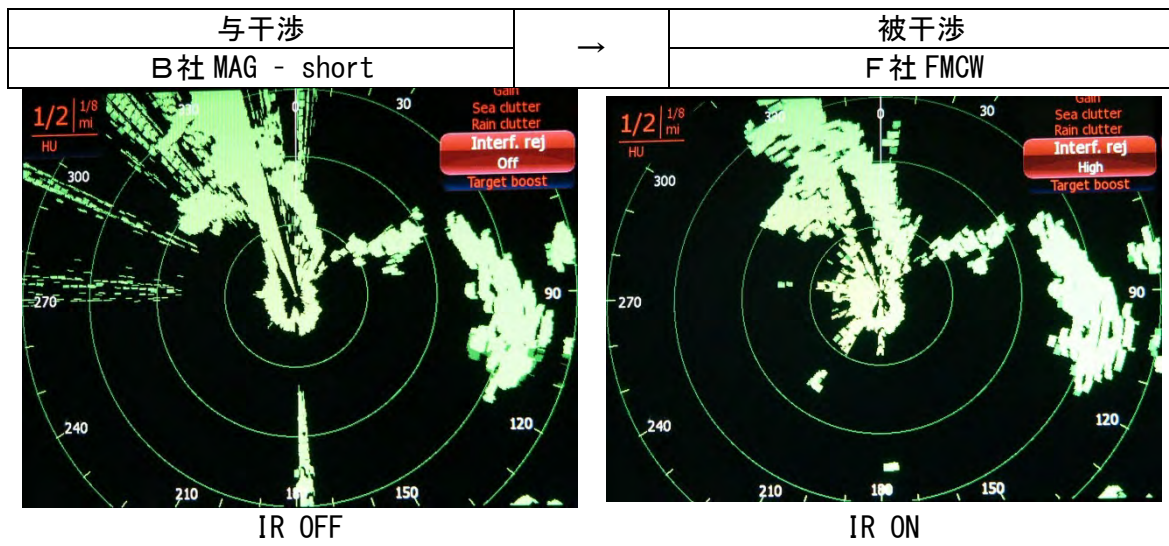 与干渉
→
被干渉
B社 MAG - short
F社 FMCW
1/2 1/8 mi
HU
Gain
Sea clutter
Rain clutter
Interf. rej
Off
Target boost
330
0
30
300
270
90
240
120
210
180
150
1/2 1/8 mi
HU
Gain
Sea clutter
Rain clutter
Interf. rej
High
Target boost
0
30
300
270
90
240
120
210
180
150
IR OFF
IR ON